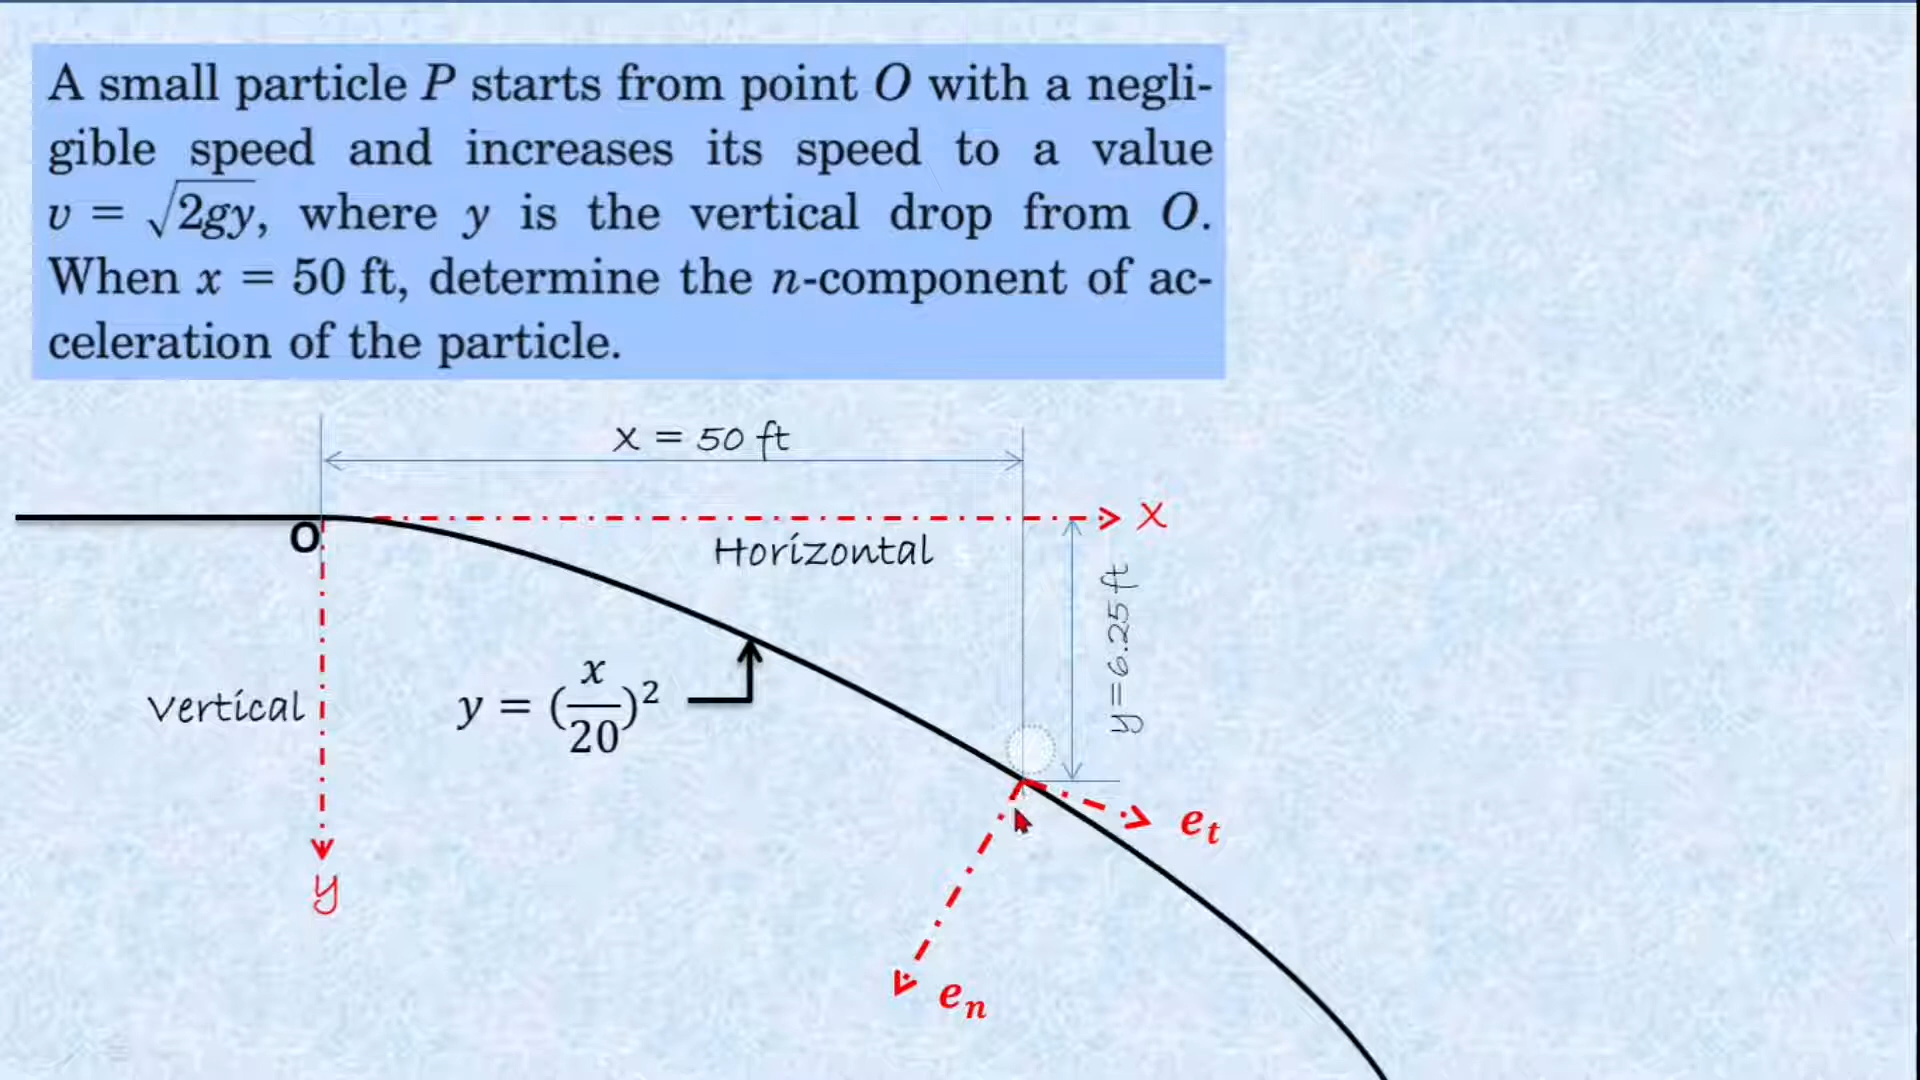 A small particle P starts from point O with a negli-
gible speed and increases its speed to a value
v = √2gy, where y is the vertical drop from O.
When x = 50 ft, determine the n-component of ac-
celeration of the particle.
x = 50 ft
O
x
Horizontal
y=6.25 ft
Vertical
y = (x/20)²
e_t
y
e_n